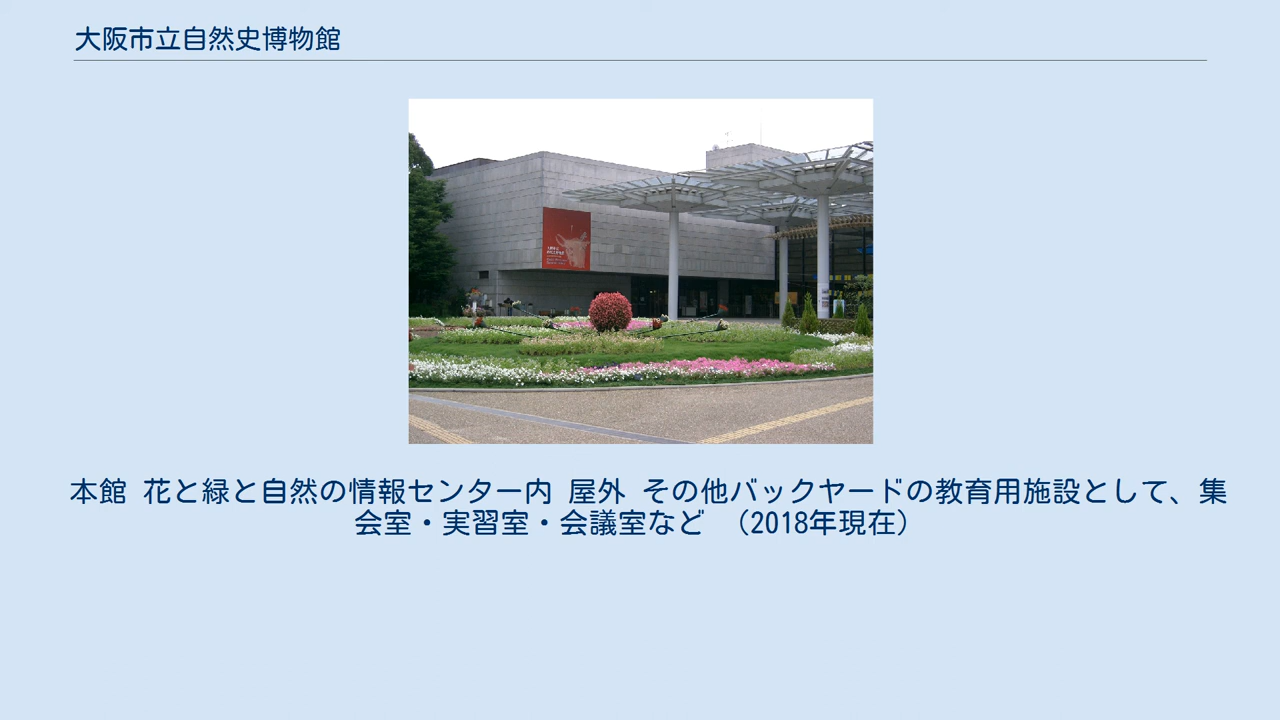 大阪市立自然史博物館
本館 花と緑と自然の情報センター内 屋外 その他バックヤードの教育用施設として、集
会室・実習室・会議室など （2018年現在）